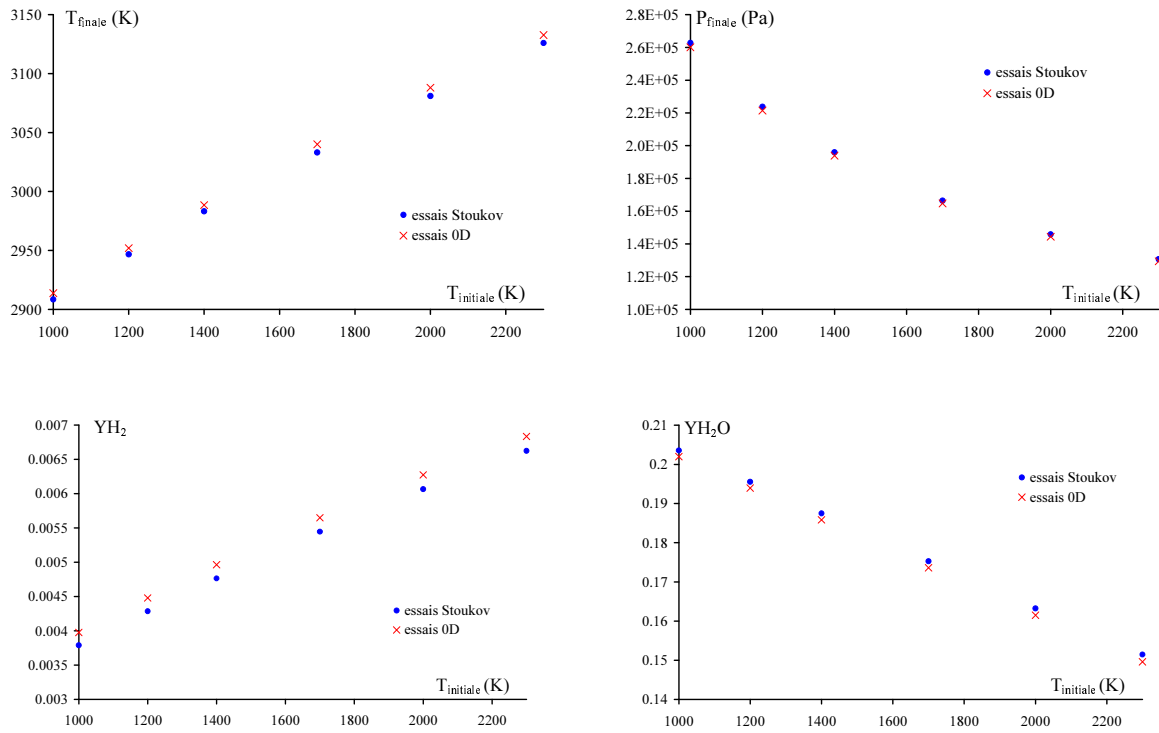 T finale (K)
3150
3100
3050
3000
2950
2900
essais Stoukov
essais 0D
T initiale (K)
1000 1200 1400 1600 1800 2000 2200
P finale (Pa)
2.8E+05
2.6E+05
2.4E+05
2.2E+05
2.0E+05
1.8E+05
1.6E+05
1.4E+05
1.2E+05
1.0E+05
essais Stoukov
essais 0D
T initiale (K)
1000 1200 1400 1600 1800 2000 2200
YH2
0.007
0.0065
0.006
0.0055
0.005
0.0045
0.004
0.0035
0.003
essais Stoukov
essais 0D
T initiale (K)
1000 1200 1400 1600 1800 2000 2200
YH2O
0.21
0.2
0.19
0.18
0.17
0.16
0.15
0.14
essais Stoukov
essais 0D
T initiale (K)
1000 1200 1400 1600 1800 2000 2200